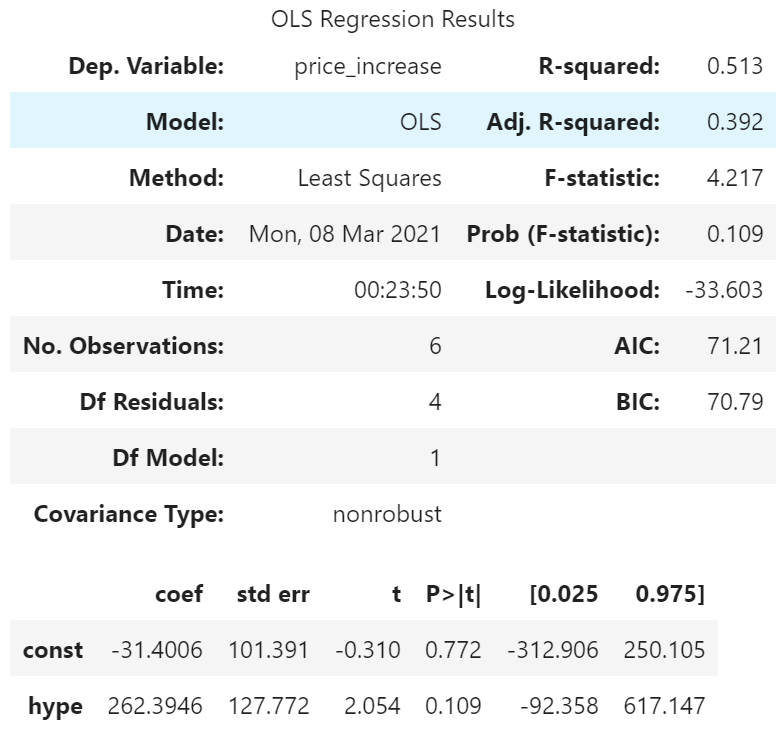 OLS Regression Results
Dep. Variable: price_increase R-squared: 0.513
Model: OLS Adj. R-squared: 0.392
Method: Least Squares F-statistic: 4.217
Date: Mon, 08 Mar 2021 Prob (F-statistic): 0.109
Time: 00:23:50 Log-Likelihood: -33.603
No. Observations: 6 AIC: 71.21
Df Residuals: 4 BIC: 70.79
Df Model: 1
Covariance Type: nonrobust
coef std err t P>|t| [0.025 0.975]
const -31.4006 101.391 -0.310 0.772 -312.906 250.105
hype 262.3946 127.772 2.054 0.109 -92.358 617.147